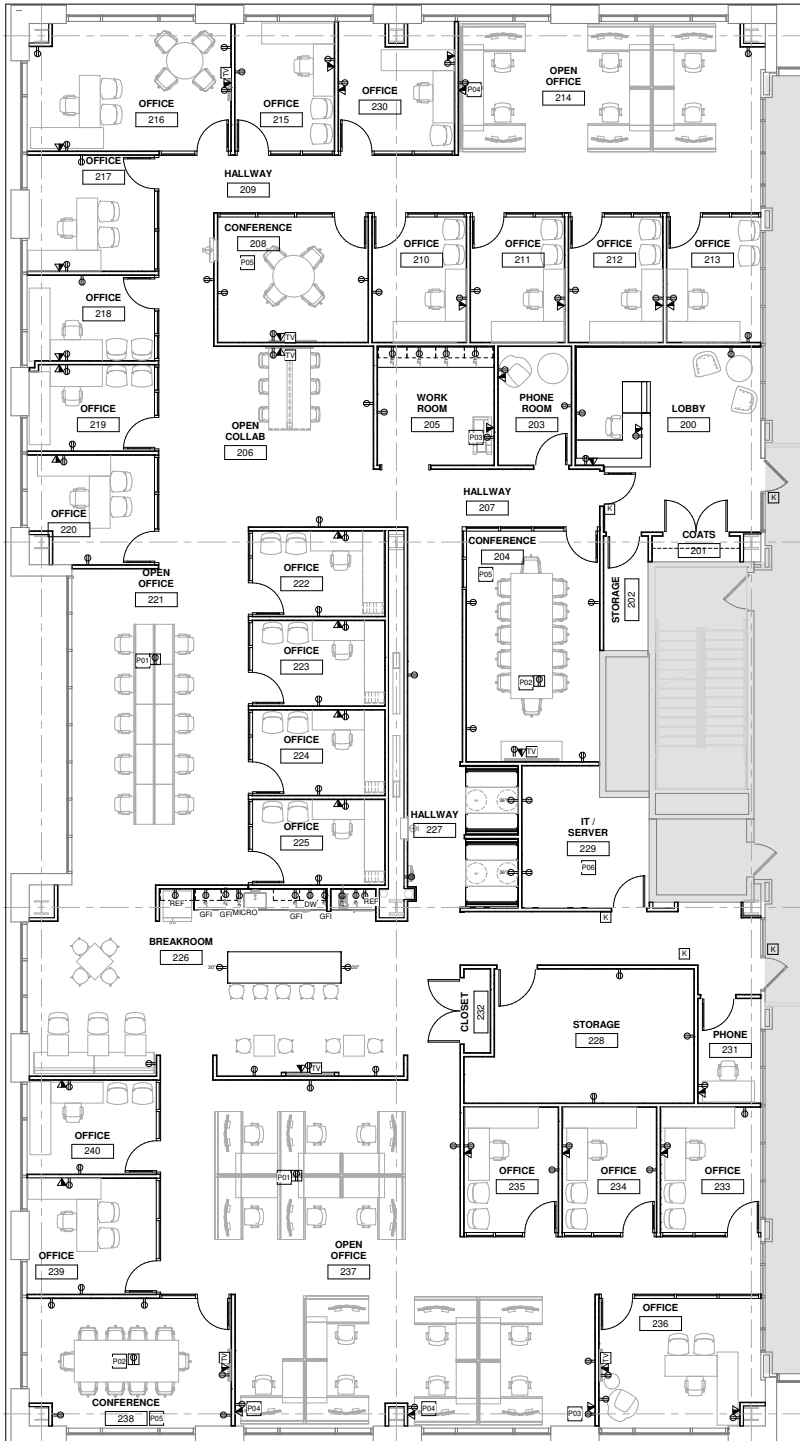 OFFICE
216
TV
OFFICE
215
OFFICE
230
P04
OPEN
OFFICE
214
OFFICE
217
HALLWAY
209
CONFERENCE
208
P05
TV
OFFICE
210
OFFICE
211
OFFICE
212
OFFICE
213
OFFICE
218
TV
OFFICE
219
OPEN
COLLAB
206
WORK
ROOM
205
P03
PHONE
ROOM
203
LOBBY
200
OFFICE
220
HALLWAY
207
K
K
COATS
201
CONFERENCE
204
P05
P02
TV
STORAGE
202
OPEN
OFFICE
221
P01
OFFICE
222
OFFICE
223
OFFICE
224
OFFICE
225
HALLWAY
227
36"
36"
IT /
SERVER
229
P06
K
REF
GFI
GFI
MICRO
GFI
DW
GFI
REF
BREAKROOM
226
30"
30"
TV
K
K
CLOSET
232
STORAGE
228
PHONE
231
OFFICE
240
P01
OFFICE
235
OFFICE
234
OFFICE
233
OFFICE
239
OPEN
OFFICE
237
P02
TV
CONFERENCE
238
P05
P04
P04
OFFICE
236
TV
P03